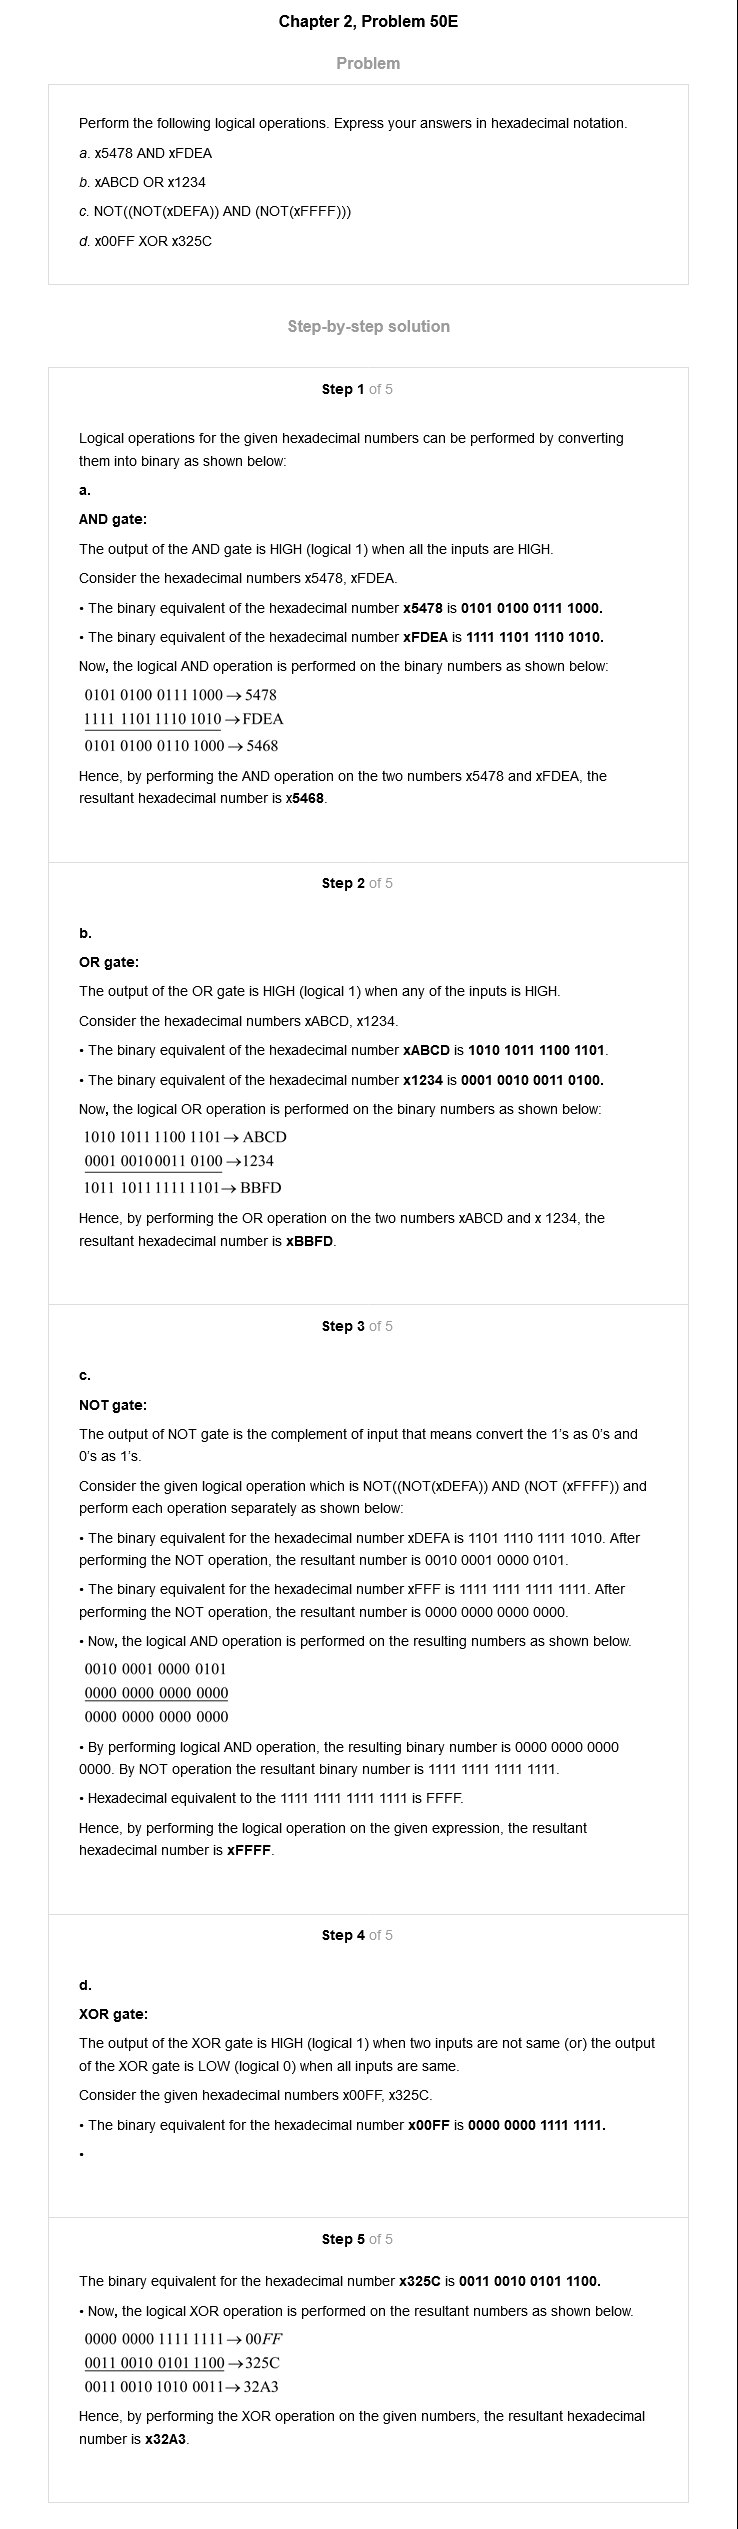 Chapter 2, Problem 50E
Problem
Perform the following logical operations. Express your answers in hexadecimal notation.
a. x5478 AND xFDEA
b. xABCD OR x1234
c. NOT((NOT(xDEFA)) AND (NOT(xFFFF)))
d. x00FF XOR x325C
Step-by-step solution
Step 1 of 5
Logical operations for the given hexadecimal numbers can be performed by converting
them into binary as shown below:
a.
AND gate:
The output of the AND gate is HIGH (logical 1) when all the inputs are HIGH.
Consider the hexadecimal numbers x5478, xFDEA.
• The binary equivalent of the hexadecimal number x5478 is 0101 0100 0111 1000.
• The binary equivalent of the hexadecimal number xFDEA is 1111 1101 1110 1010.
Now, the logical AND operation is performed on the binary numbers as shown below:
0101 0100 0111 1000 → 5478
1111 1101 1110 1010 → FDEA
0101 0100 0110 1000 → 5468
Hence, by performing the AND operation on the two numbers x5478 and xFDEA, the
resultant hexadecimal number is x5468.
Step 2 of 5
b.
OR gate:
The output of the OR gate is HIGH (logical 1) when any of the inputs is HIGH.
Consider the hexadecimal numbers xABCD, x1234.
• The binary equivalent of the hexadecimal number xABCD is 1010 1011 1100 1101.
• The binary equivalent of the hexadecimal number x1234 is 0001 0010 0011 0100.
Now, the logical OR operation is performed on the binary numbers as shown below:
1010 1011 1100 1101 → ABCD
0001 0010 0011 0100 → 1234
1011 1011 1111 1101 → BBFD
Hence, by performing the OR operation on the two numbers xABCD and x 1234, the
resultant hexadecimal number is xBBFD.
Step 3 of 5
c.
NOT gate:
The output of NOT gate is the complement of input that means convert the 1's as 0's and
0's as 1's.
Consider the given logical operation which is NOT((NOT(xDEFA)) AND (NOT (xFFFF)) and
perform each operation separately as shown below:
• The binary equivalent for the hexadecimal number xDEFA is 1101 1110 1111 1010. After
performing the NOT operation, the resultant number is 0010 0001 0000 0101.
• The binary equivalent for the hexadecimal number xFFF is 1111 1111 1111 1111. After
performing the NOT operation, the resultant number is 0000 0000 0000 0000.
• Now, the logical AND operation is performed on the resulting numbers as shown below.
0010 0001 0000 0101
0000 0000 0000 0000
0000 0000 0000 0000
• By performing logical AND operation, the resulting binary number is 0000 0000 0000
0000. By NOT operation the resultant binary number is 1111 1111 1111 1111.
• Hexadecimal equivalent to the 1111 1111 1111 1111 is FFFF.
Hence, by performing the logical operation on the given expression, the resultant
hexadecimal number is xFFFF.
Step 4 of 5
d.
XOR gate:
The output of the XOR gate is HIGH (logical 1) when two inputs are not same (or) the output
of the XOR gate is LOW (logical 0) when all inputs are same.
Consider the given hexadecimal numbers x00FF, x325C.
• The binary equivalent for the hexadecimal number x00FF is 0000 0000 1111 1111.
•
Step 5 of 5
The binary equivalent for the hexadecimal number x325C is 0011 0010 0101 1100.
• Now, the logical XOR operation is performed on the resultant numbers as shown below.
0000 0000 1111 1111 → 00FF
0011 0010 0101 1100 → 325C
0011 0010 1010 0011 → 32A3
Hence, by performing the XOR operation on the given numbers, the resultant hexadecimal
number is x32A3.